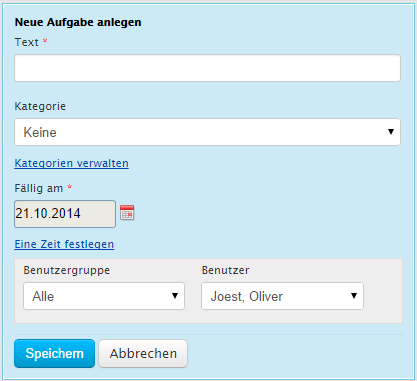 Neue Aufgabe anlegen
Text *
Kategorie
Keine
Kategorien verwalten
Fällig am *
21.10.2014
Eine Zeit festlegen
Benutzergruppe Benutzer
Alle Joest, Oliver
Speichern Abbrechen